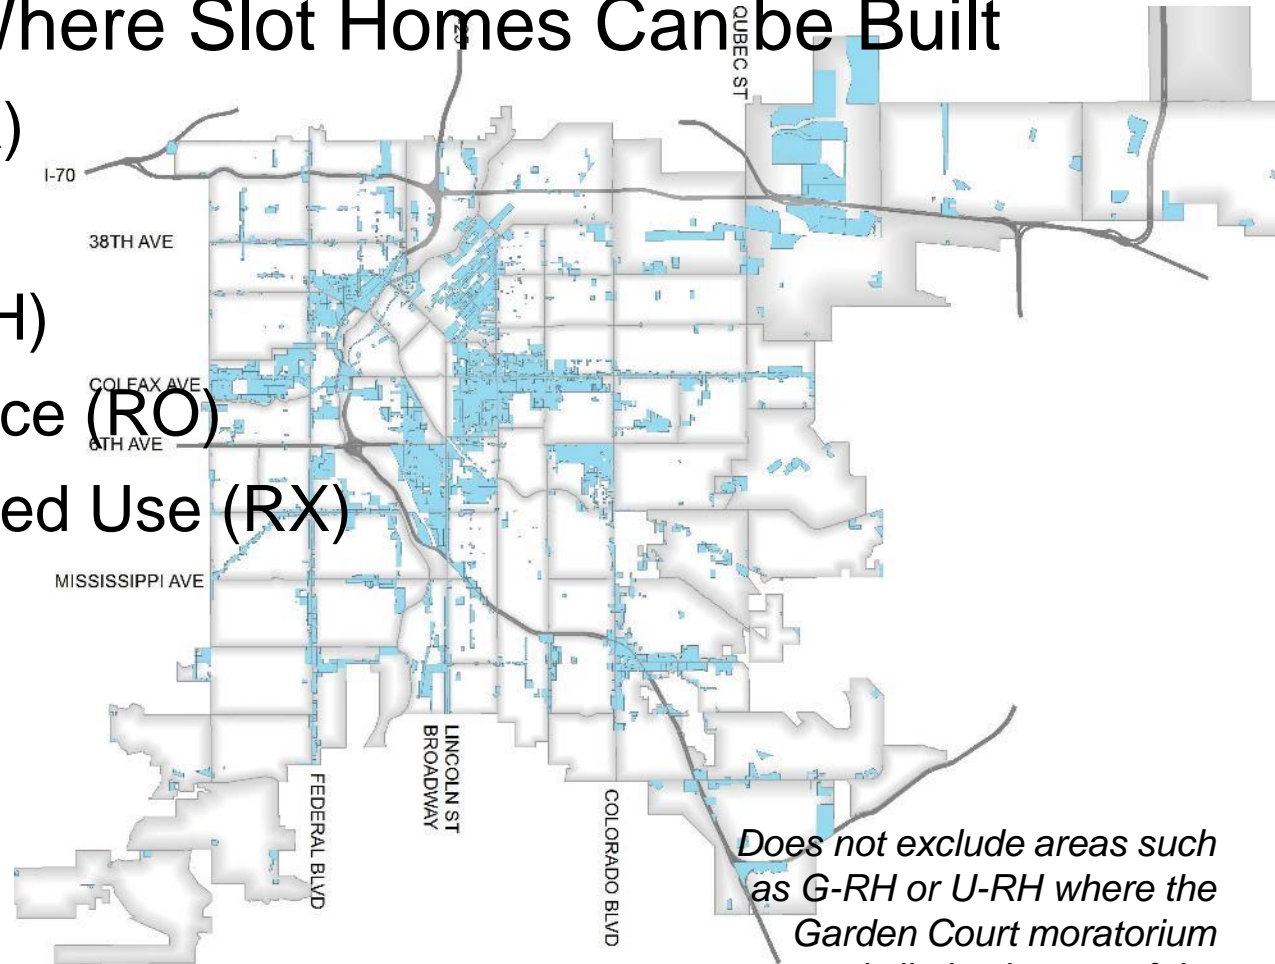 Where Slot Homes Can be Built
QUBEC ST
I-25
)
I-70
38TH AVE
H)
COLFAX AVE
ce (RO)
6TH AVE
ed Use (RX)
MISSISSIPPI AVE
LINCOLN ST
BROADWAY
FEDERAL BLVD
COLORADO BLVD
Does not exclude areas such
as G-RH or U-RH where the
Garden Court moratorium